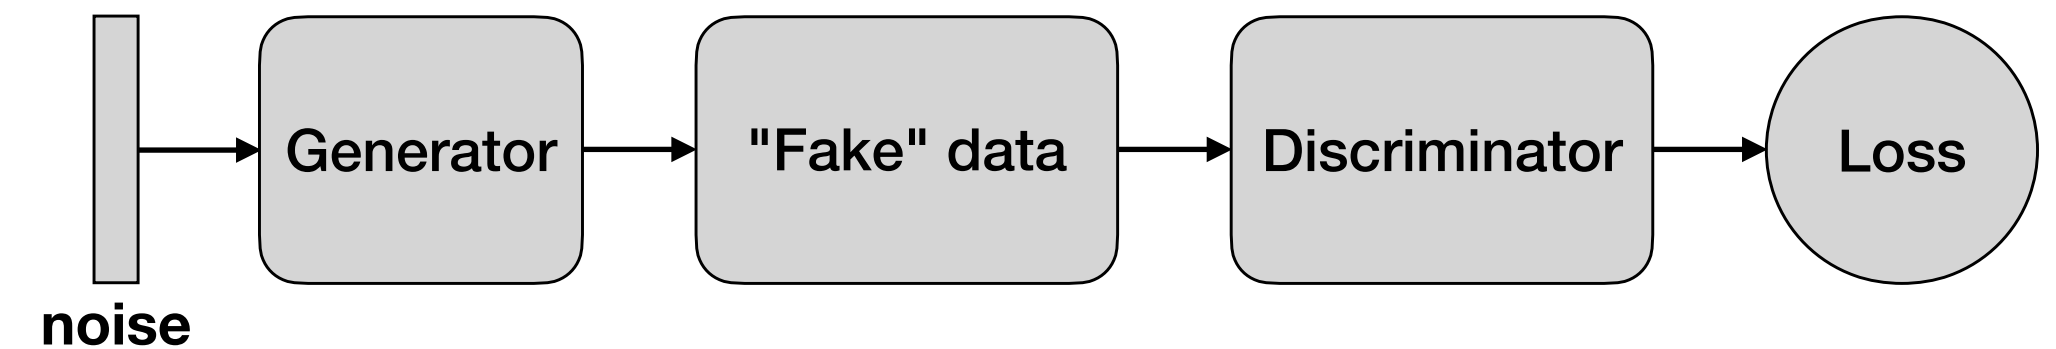 Generator
"Fake" data
Discriminator
Loss
noise